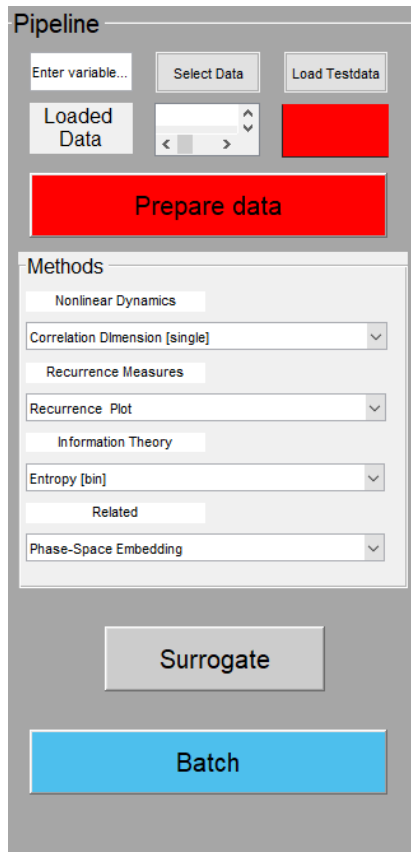 Pipeline
Enter variable... Select Data Load Testdata
Loaded
Data
Prepare data
Methods
Nonlinear Dynamics
Correlation DImension [single]
Recurrence Measures
Recurrence Plot
Information Theory
Entropy [bin]
Related
Phase-Space Embedding
Surrogate
Batch